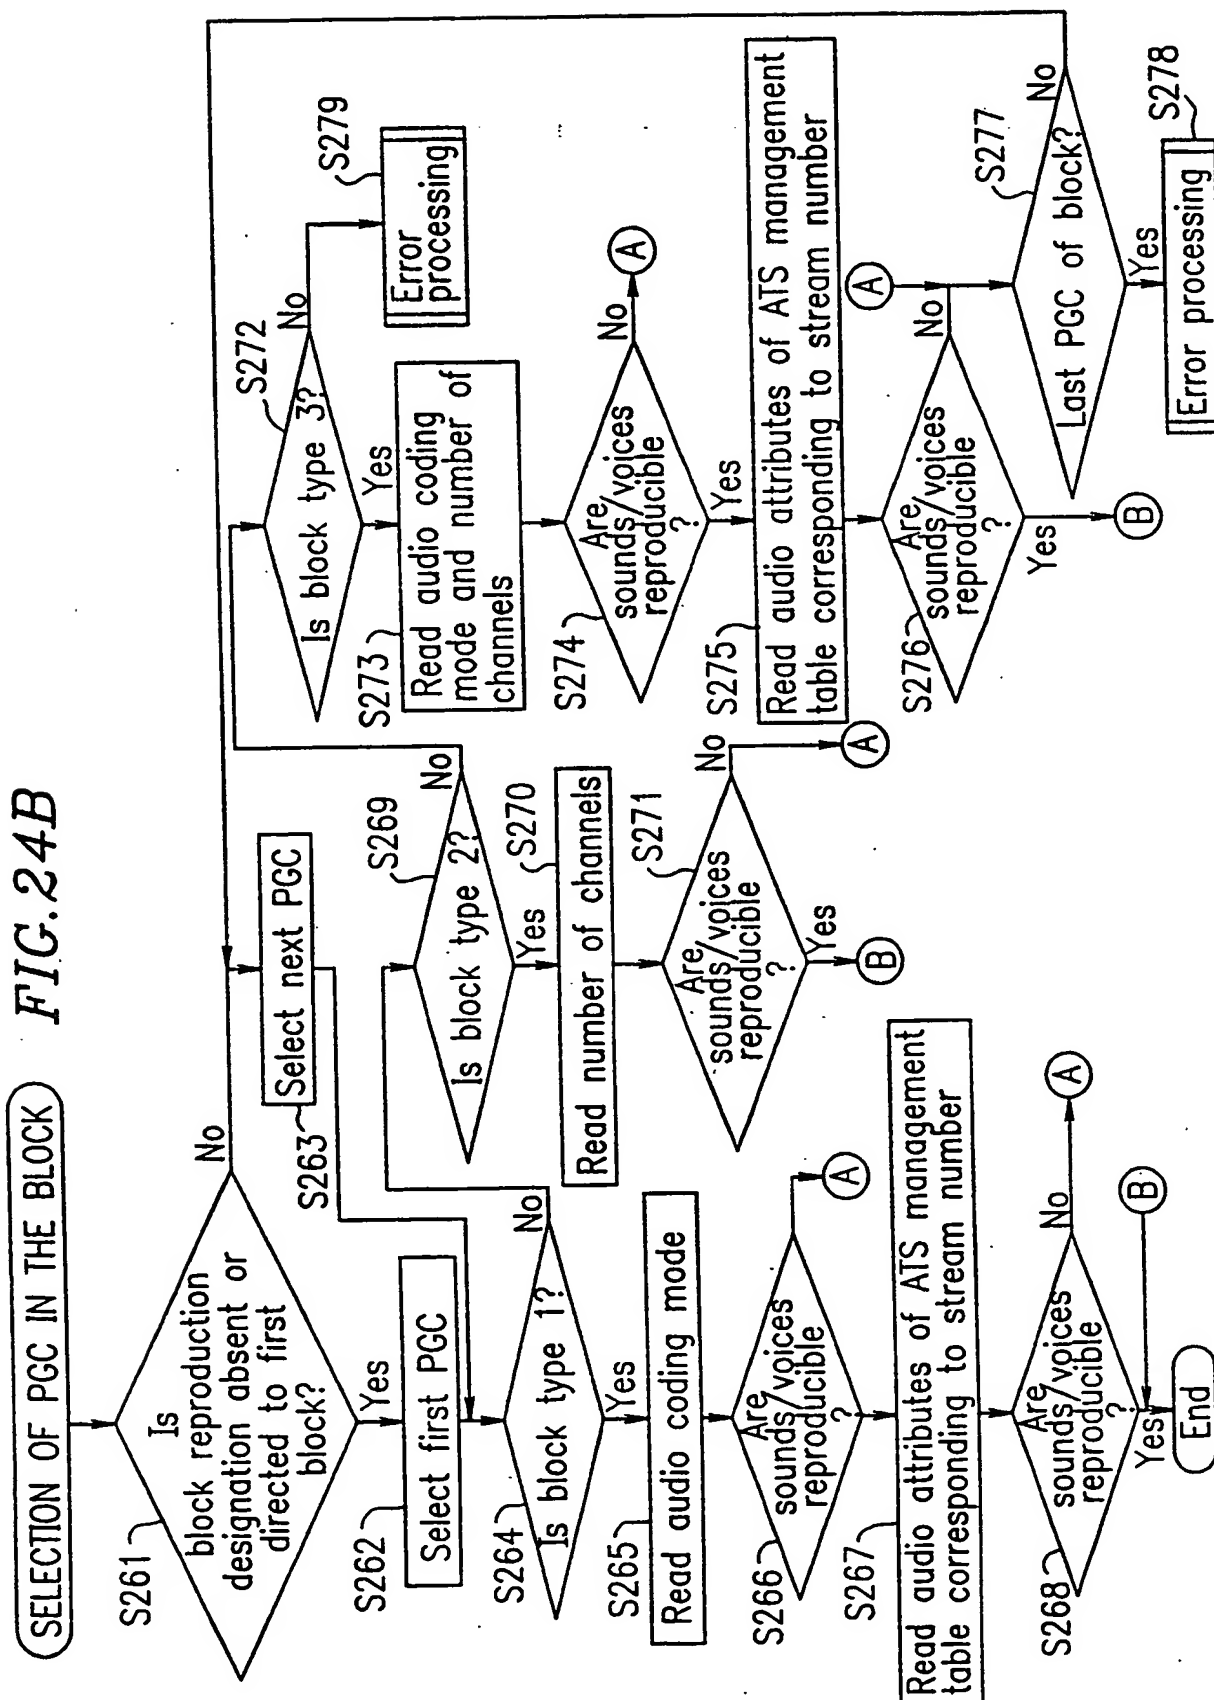 FIG.24B
SELECTION OF PGC IN THE BLOCK
S261
Is
block reproduction
designation absent or
directed to first
block?
No
Yes
S262
Select first PGC
S263
Select next PGC
S264
Is block type 1?
No
Yes
S265
Read audio coding mode
S266
Are
sounds/voices
reproducible
?
A
S267
Read audio attributes of ATS management
table corresponding to stream number
S268
Are
sounds/voices
reproducible
?
No
A
Yes
B
End
S269
Is block type 2?
No
Yes
S270
Read number of channels
S271
Are
sounds/voices
reproducible
?
No
A
Yes
B
S272
Is block type 3?
No
S279
Error
processing
Yes
S273
Read audio coding
mode and number of
channels
S274
Are
sounds/voices
reproducible
?
No
A
Yes
S275
Read audio attributes of ATS management
table corresponding to stream number
S276
Are
sounds/voices
reproducible
?
No
A
Yes
B
S277
Last PGC of block?
No
Yes
S278
Error processing